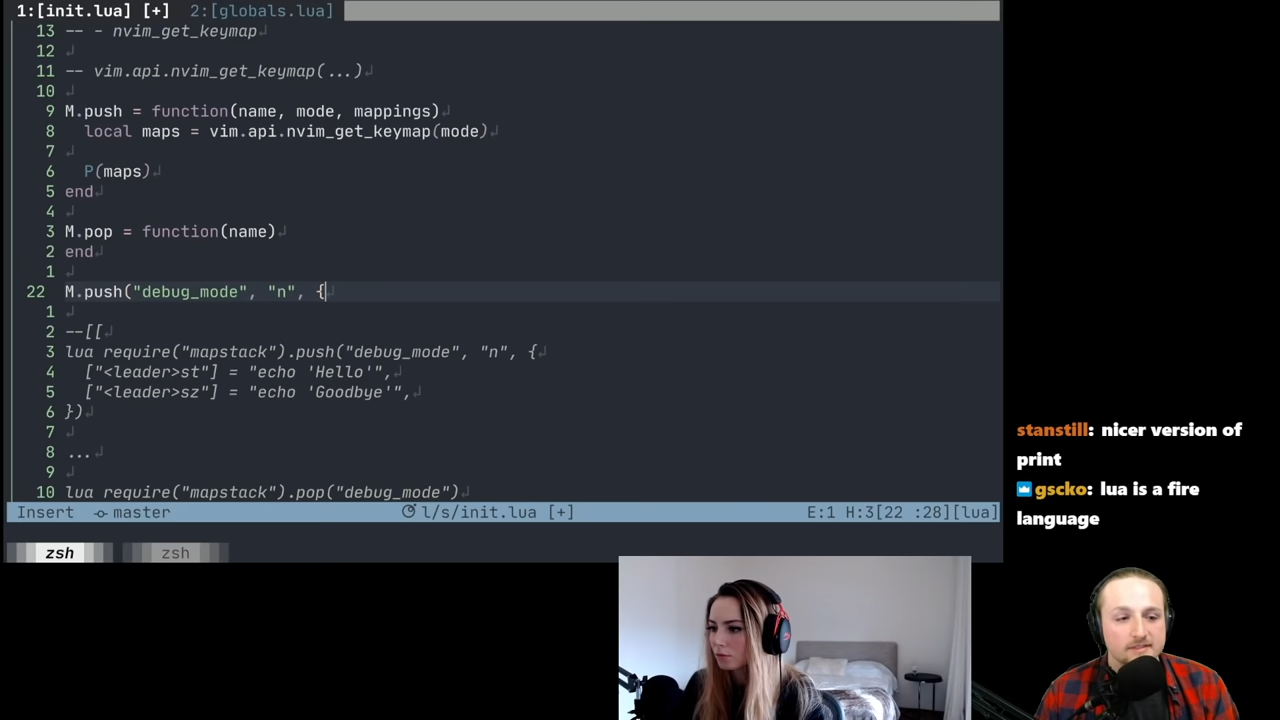 1:[init.lua] [+]  2:[globals.lua]
13 -- - nvim_get_keymap
12
11 -- vim.api.nvim_get_keymap(...)
10
9 M.push = function(name, mode, mappings)
8   local maps = vim.api.nvim_get_keymap(mode)
7
6   P(maps)
5 end
4
3 M.pop = function(name)
2 end
1
22 M.push("debug_mode", "n", {
1
2 --[[
3 lua require("mapstack").push("debug_mode", "n", {
4   ["<leader>st"] = "echo 'Hello'",
5   ["<leader>sz"] = "echo 'Goodbye'",
6 })
7
8 ...
9
10 lua require("mapstack").pop("debug_mode")
Insert master l/s/init.lua [+] E:1 H:3[22 :28][lua]
zsh zsh
stanstill: nicer version of
print
gscko: lua is a fire
language